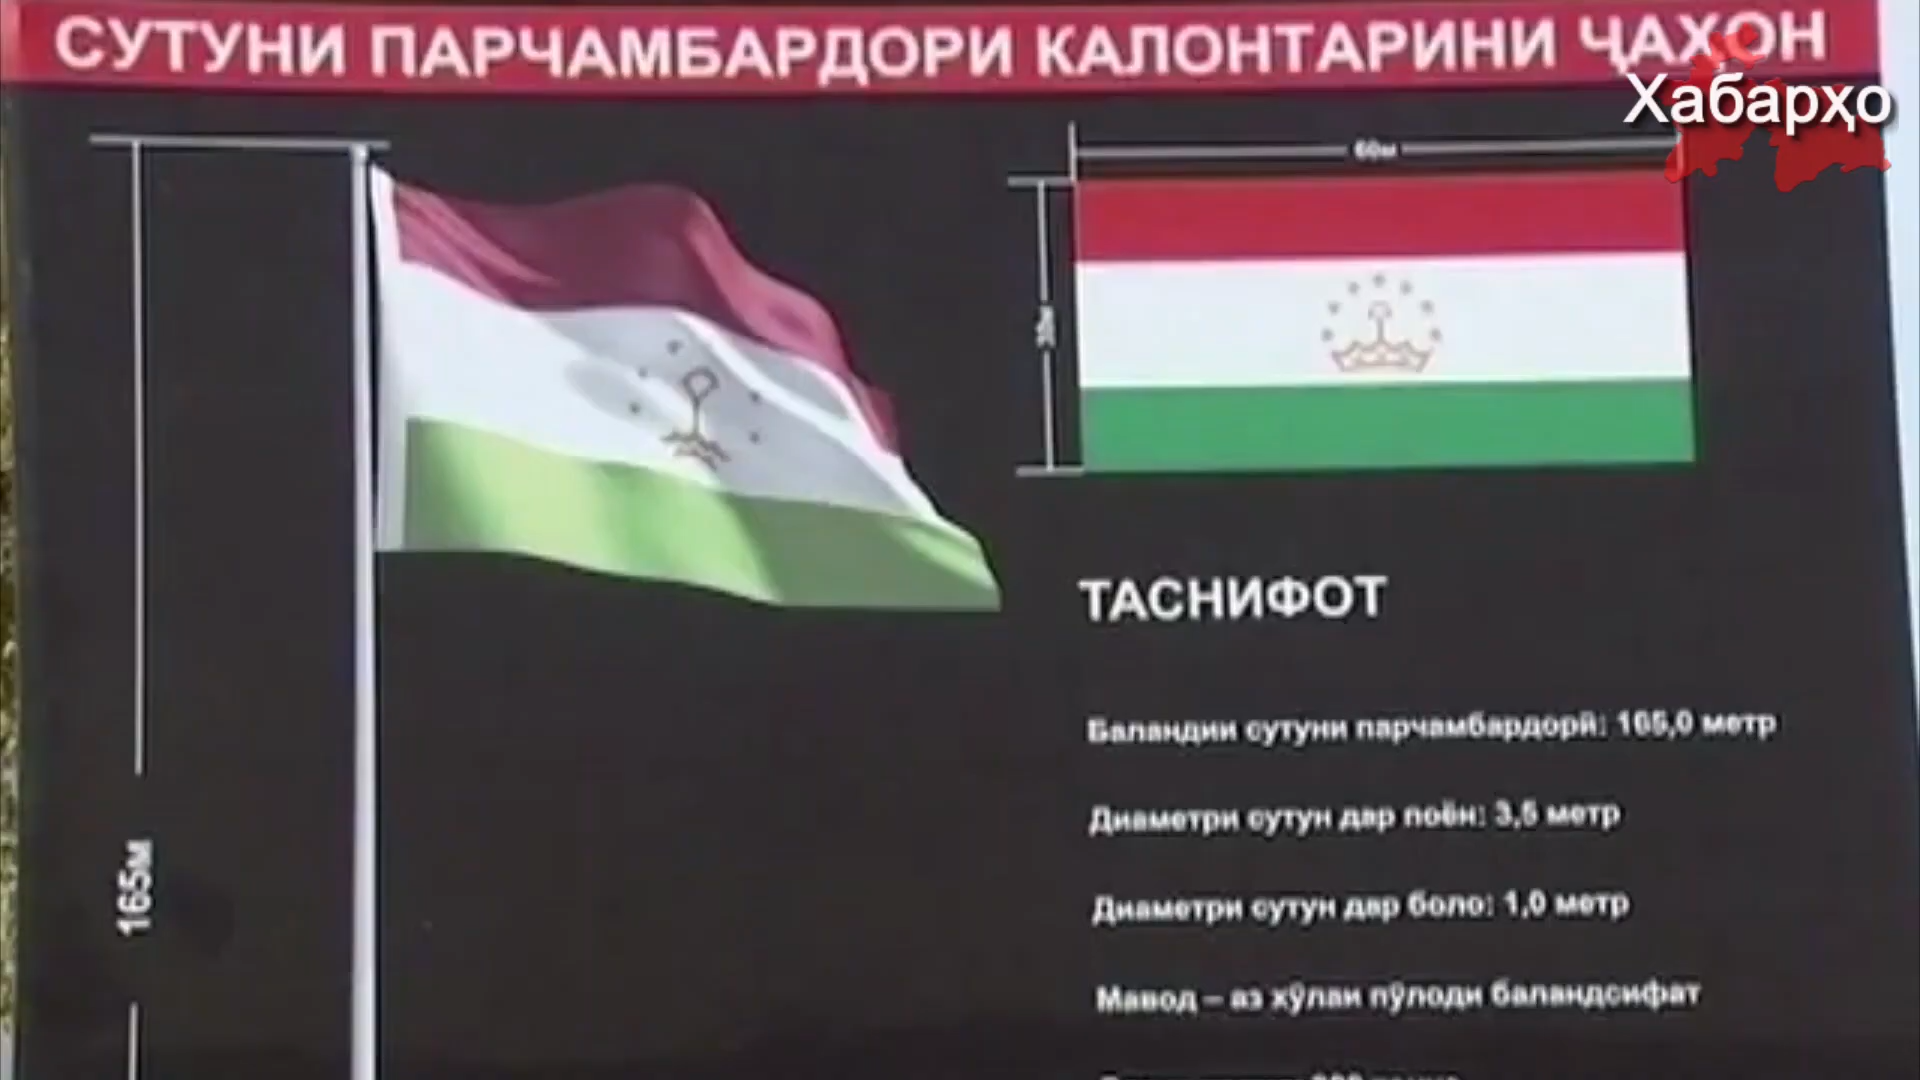 СУТУНИ ПАРЧАМБАРДОРИ КАЛОНТАРИНИ ҶАҲОН
Хабарҳо
60м
165м
ТАСНИФОТ
Баландии сутуни парчамбардорӣ: 165,0 метр
Диаметри сутун дар поён: 3,5 метр
Диаметри сутун дар боло: 1,0 метр
Мавод – аз хӯлаи пӯлоди баландсифат